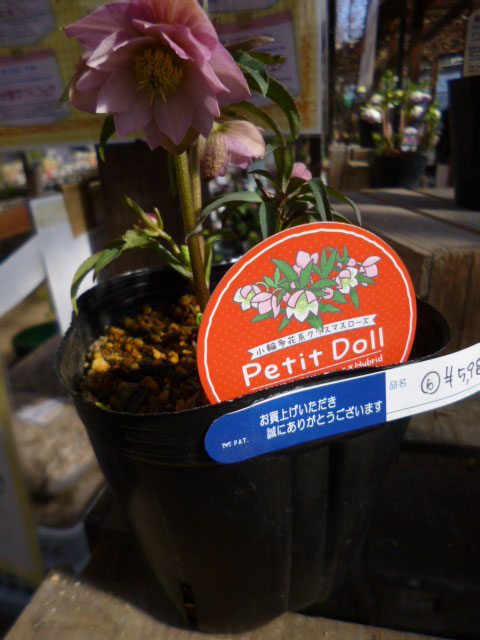 小輪多花系クリスマスローズ
Petit Doll
Hybrid
お買上げいただき
誠にありがとうございます
TWI PAT.
品名
⑥ ¥5,98